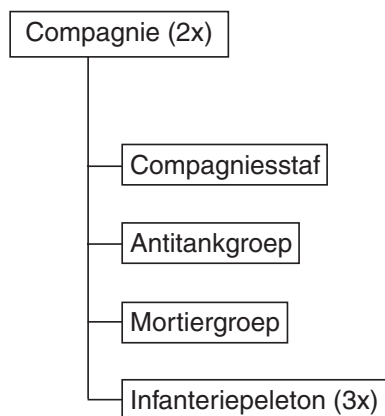 Compagnie (2x)
Compagniesstaf
Antitankgroep
Mortiergroep
Infanteriepeleton (3x)